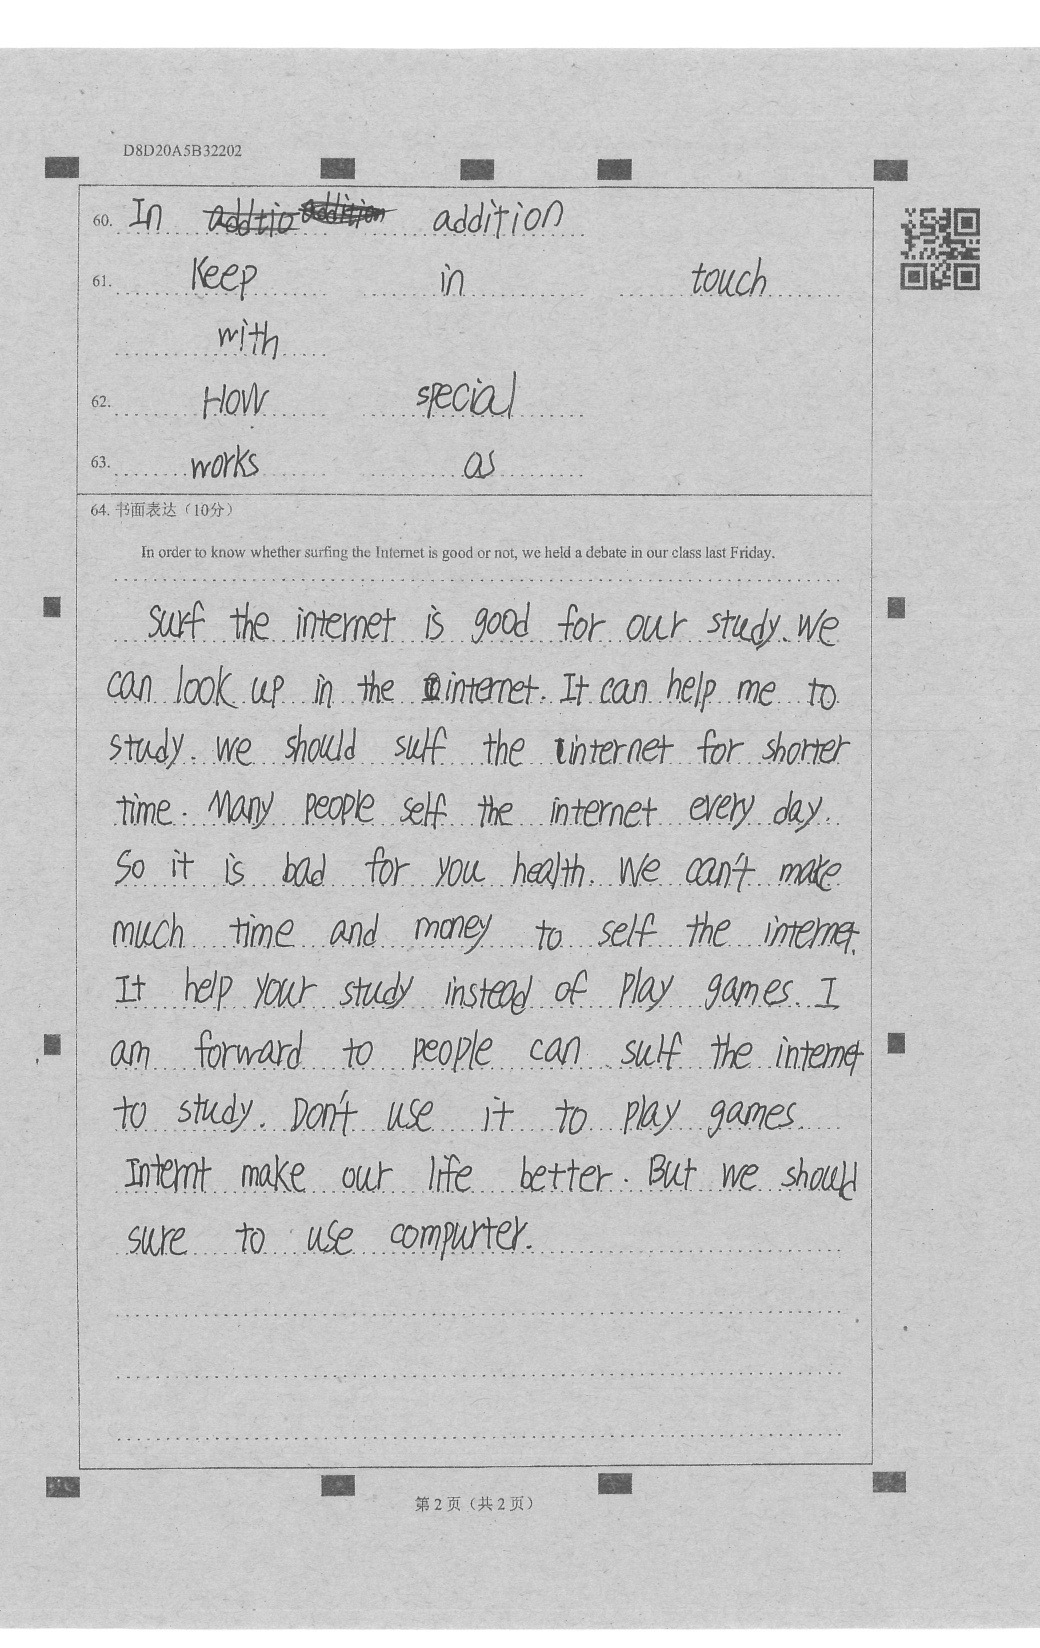 D8D20A5B32202
60. In addition
61. Keep in touch
with
62. How special
63. works as
64. 书面表达（10分）
In order to know whether surfing the Internet is good or not, we held a debate in our class last Friday.
Surf the internet is good for our study. We
can look up in the internet. It can help me to
study. We should sulf the internet for shorter
time. Many people self the internet every day.
So it is bad for you health. We can't make
much time and money to self the internet.
It help your study instead of play games. I
am forward to people can sulf the internet
to study. Don't use it to play games.
Internt make our life better. But we should
sure to use compurter.
第 2 页（共 2 页）